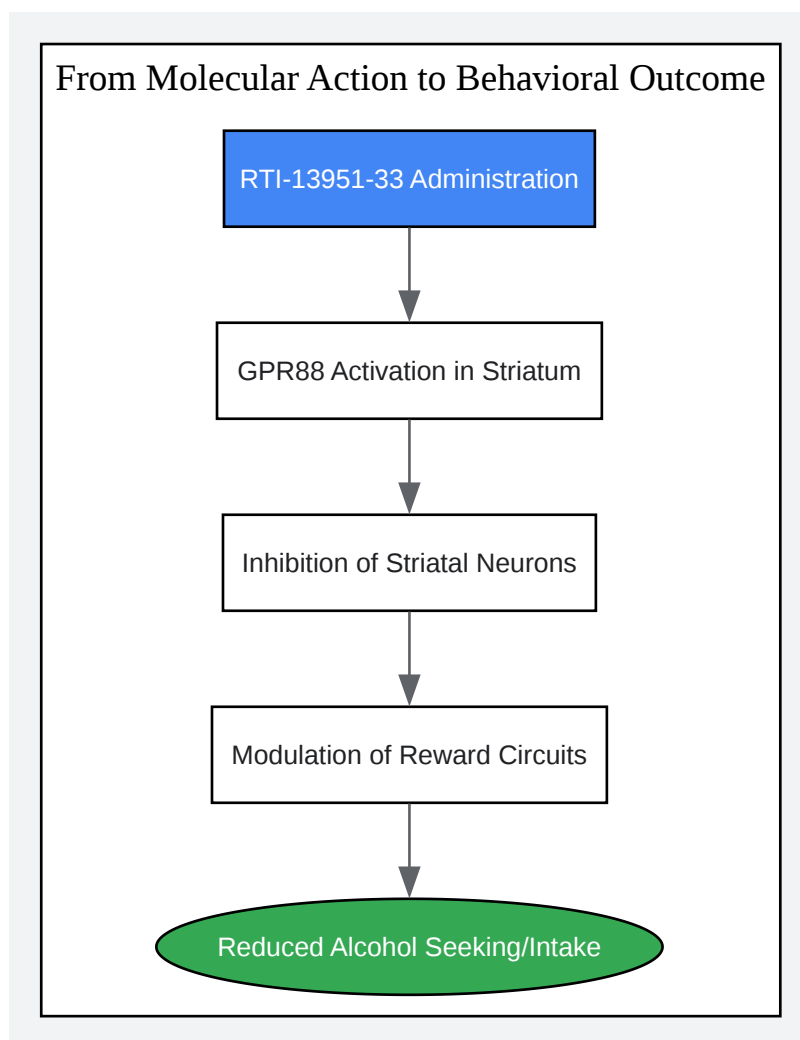 From Molecular Action to Behavioral Outcome
RTI-13951-33 Administration
GPR88 Activation in Striatum
Inhibition of Striatal Neurons
Modulation of Reward Circuits
Reduced Alcohol Seeking/Intake